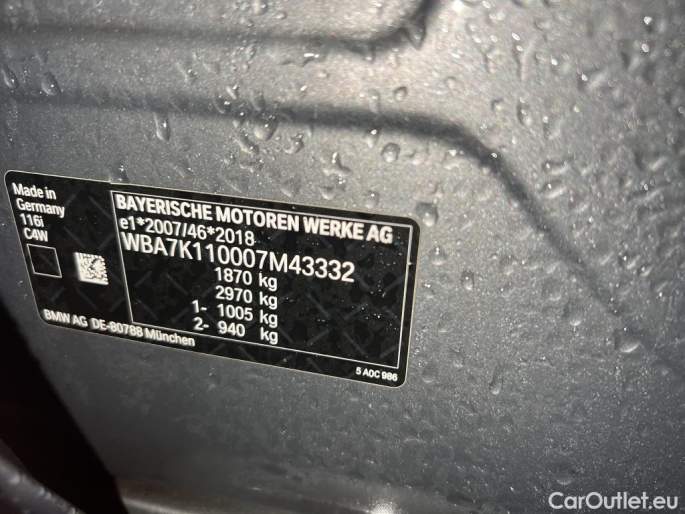 Made in
Germany
116i
C4W
BAYERISCHE MOTOREN WERKE AG
e1*2007/46*2018
WBA7K110007M43332
1870 kg
2970 kg
1- 1005 kg
2- 940 kg
BMW AG DE-80788 München
5 A0C 986
CarOutlet.eu